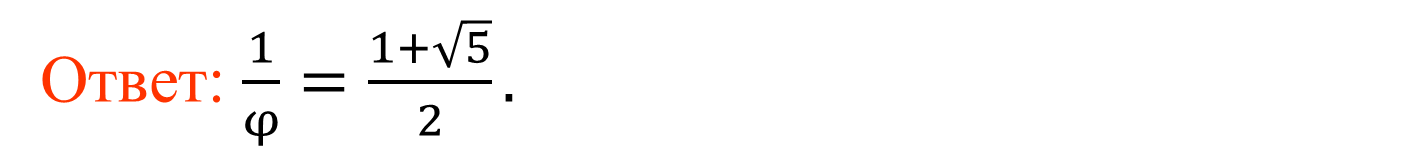 Ответ: 1/φ = (1+√5)/2.